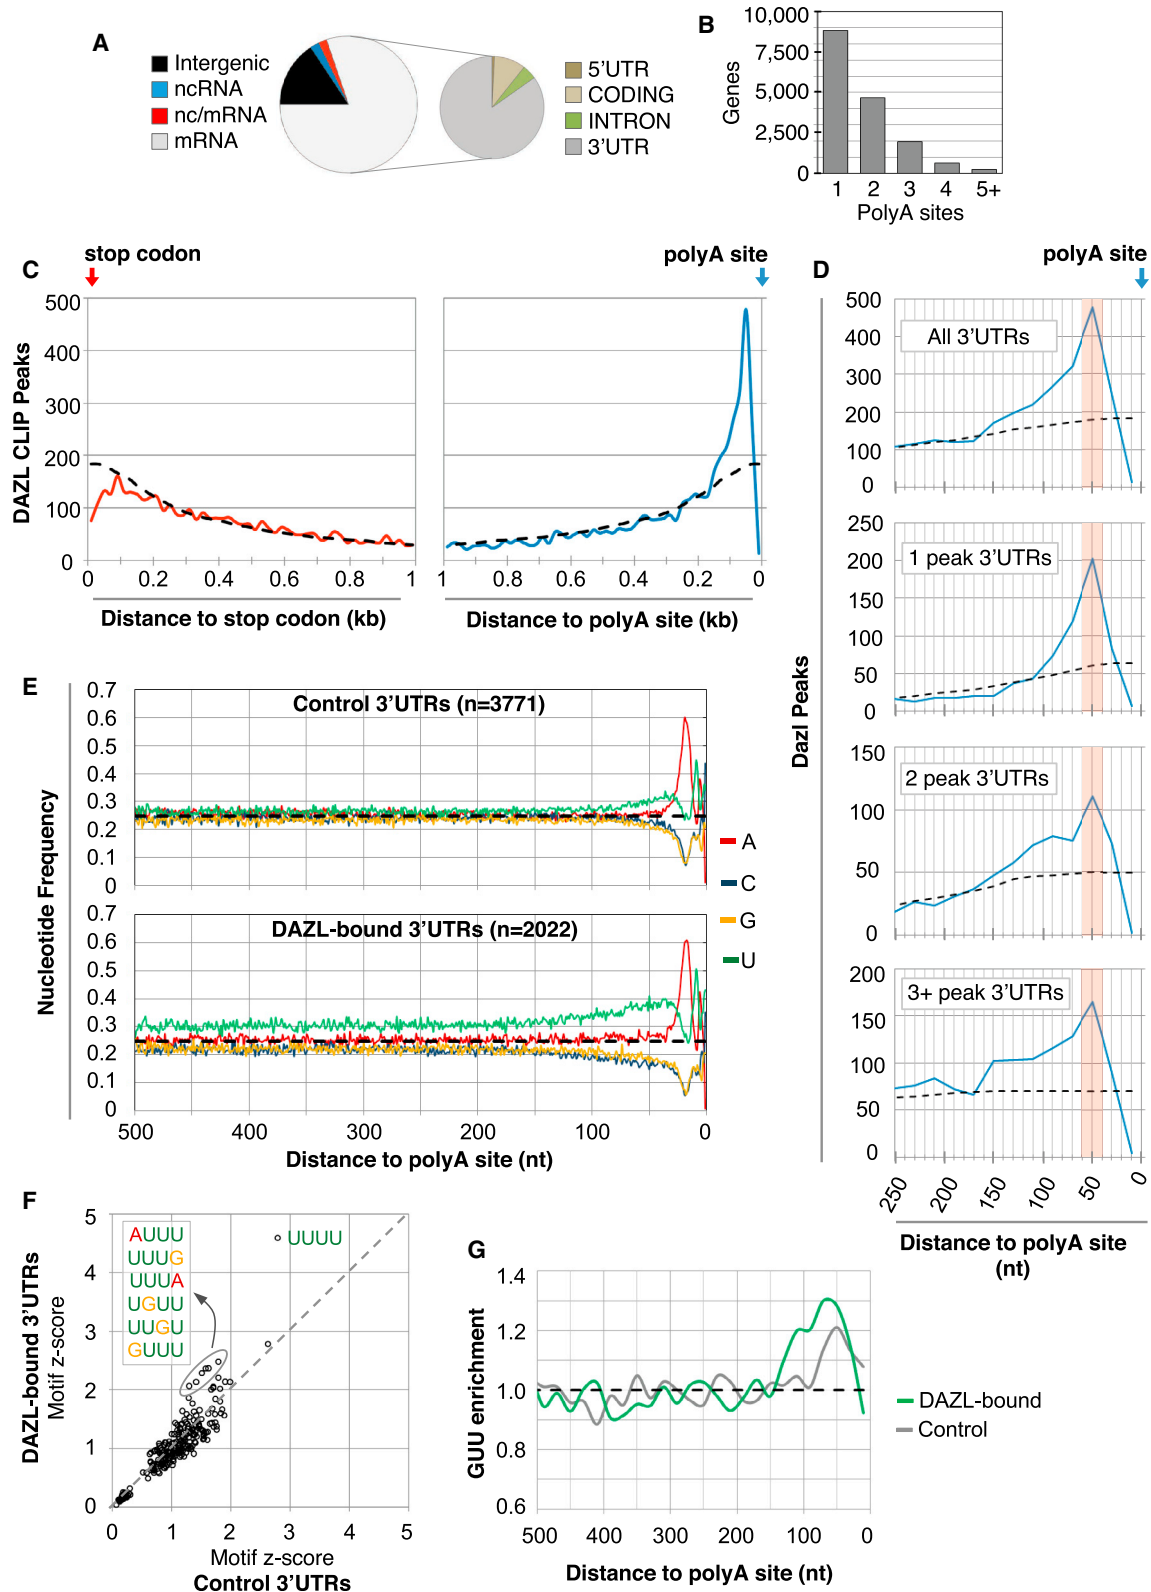 A
Intergenic
ncRNA
nc/mRNA
mRNA
5'UTR
CODING
INTRON
3'UTR
B
10,000
7,500
5,000
2,500
0
Genes
1 2 3 4 5+
PolyA sites
C
stop codon
polyA site
DAZL CLIP Peaks
500
400
300
200
100
0
0 0.2 0.4 0.6 0.8 1
Distance to stop codon (kb)
1 0.8 0.6 0.4 0.2 0
Distance to polyA site (kb)
D
polyA site
Dazl Peaks
500
400
300
200
100
0
All 3'UTRs
250
200
150
100
50
0
1 peak 3'UTRs
150
100
50
0
2 peak 3'UTRs
200
150
100
50
0
3+ peak 3'UTRs
250 200 150 100 50 0
Distance to polyA site
(nt)
E
Nucleotide Frequency
0.7
0.6
0.5
0.4
0.3
0.2
0.1
0
Control 3'UTRs (n=3771)
0.7
0.6
0.5
0.4
0.3
0.2
0.1
0
DAZL-bound 3'UTRs (n=2022)
A
C
G
U
500 400 300 200 100 0
Distance to polyA site (nt)
F
DAZL-bound 3'UTRs
Motif z-score
5
4
3
2
1
0
AUUU
UUUG
UUUA
UGUU
UUGU
GUUU
UUUU
0 1 2 3 4 5
Motif z-score
Control 3'UTRs
G
GUU enrichment
1.4
1.2
1.0
0.8
0.6
500 400 300 200 100 0
Distance to polyA site (nt)
DAZL-bound
Control